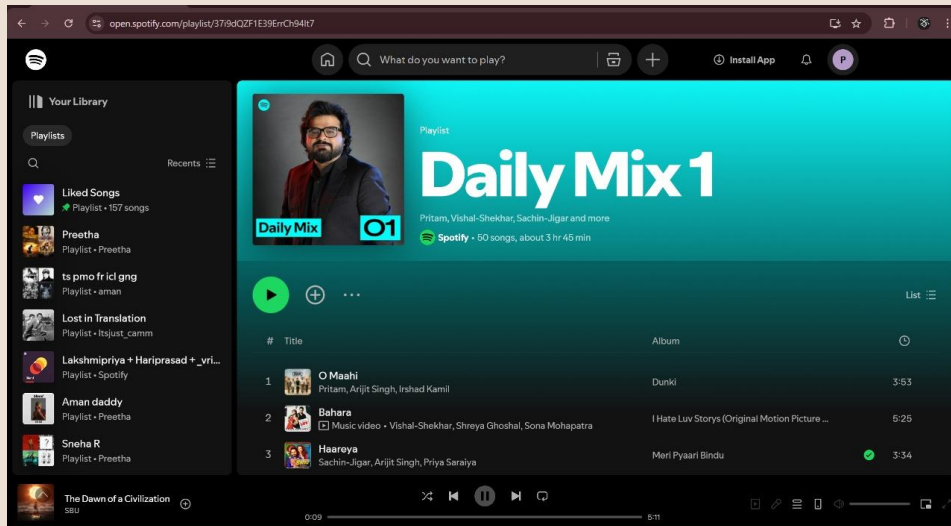 open.spotify.com/playlist/37i9dQZF1E39ErrCh94It7
What do you want to play?
Install App
P
Your Library
Playlists
Recents
Liked Songs
Playlist • 157 songs
Preetha
Playlist • Preetha
ts pmo fr icl gng
Playlist • aman
Lost in Translation
Playlist • Itsjust_camm
Lakshmipriya + Hariprasad + _vri...
Playlist • Spotify
Aman daddy
Playlist • Preetha
Sneha R
Playlist • Preetha
Daily Mix
01
Playlist
Daily Mix 1
Pritam, Vishal-Shekhar, Sachin-Jigar and more
Spotify • 50 songs, about 3 hr 45 min
List
# Title Album
1 O Maahi Dunki 3:53
Pritam, Arijit Singh, Irshad Kamil
2 Bahara I Hate Luv Storys (Original Motion Picture ... 5:25
Music video • Vishal-Shekhar, Shreya Ghoshal, Sona Mohapatra
3 Haareya Meri Pyaari Bindu 3:34
Sachin-Jigar, Arijit Singh, Priya Saraiya
The Dawn of a Civilization
SBU
0:09 5:11